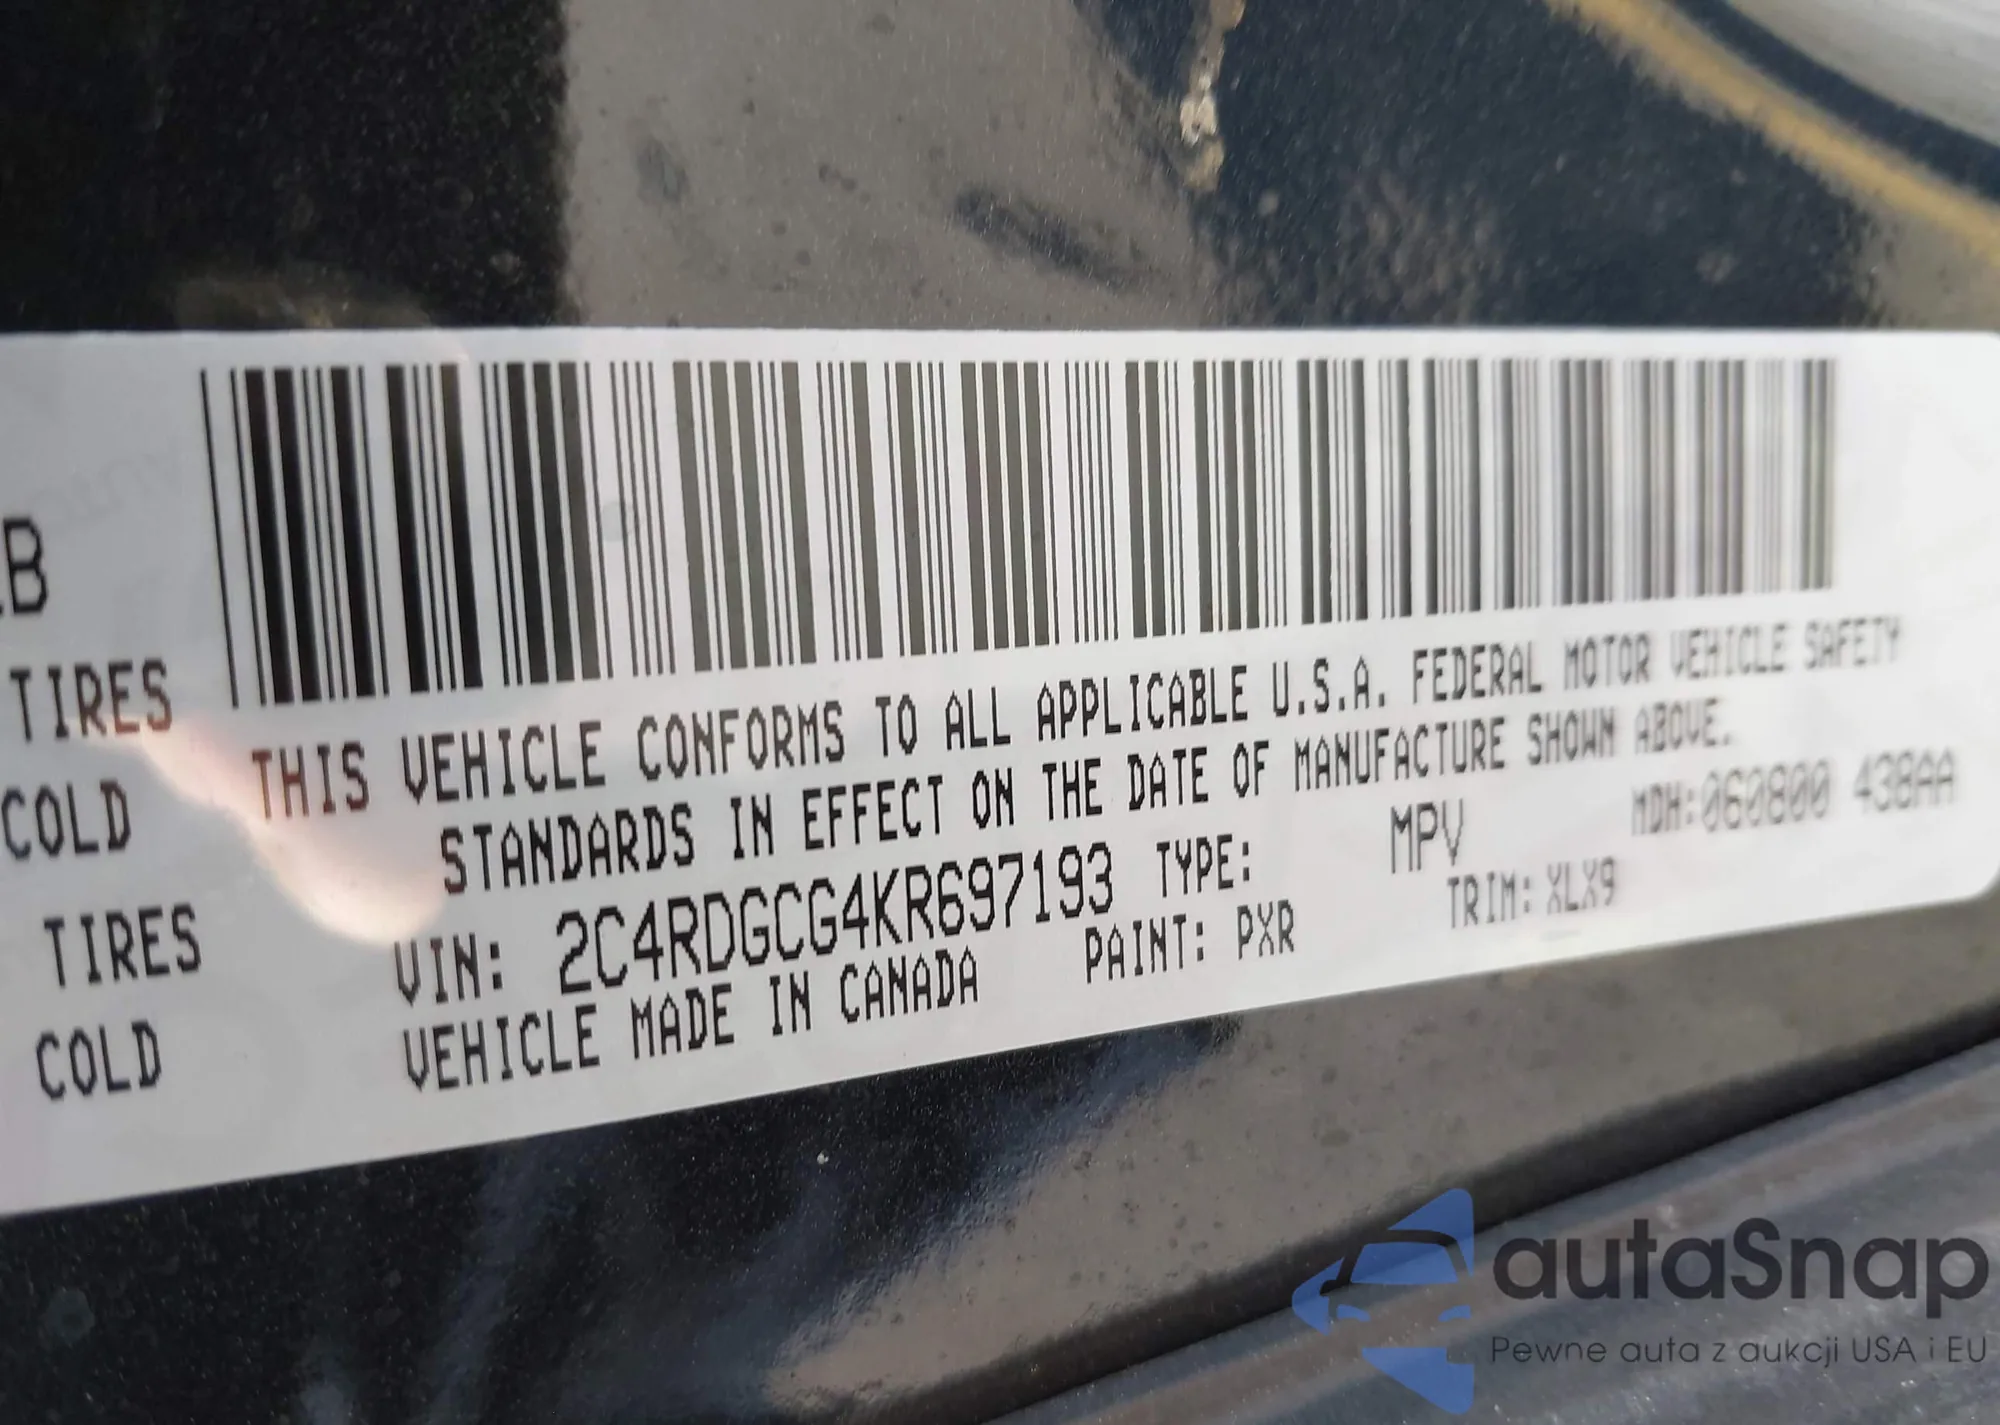 LB
TIRES
COLD
TIRES
COLD
THIS VEHICLE CONFORMS TO ALL APPLICABLE U.S.A. FEDERAL MOTOR VEHICLE SAFETY
STANDARDS IN EFFECT ON THE DATE OF MANUFACTURE SHOWN ABOVE.
VIN: 2C4RDGCG4KR697193 TYPE: MPV MDH:060800 438AA
VEHICLE MADE IN CANADA PAINT: PXR TRIM: XLX9
autaSnap
Pewne auta z aukcji USA i EU